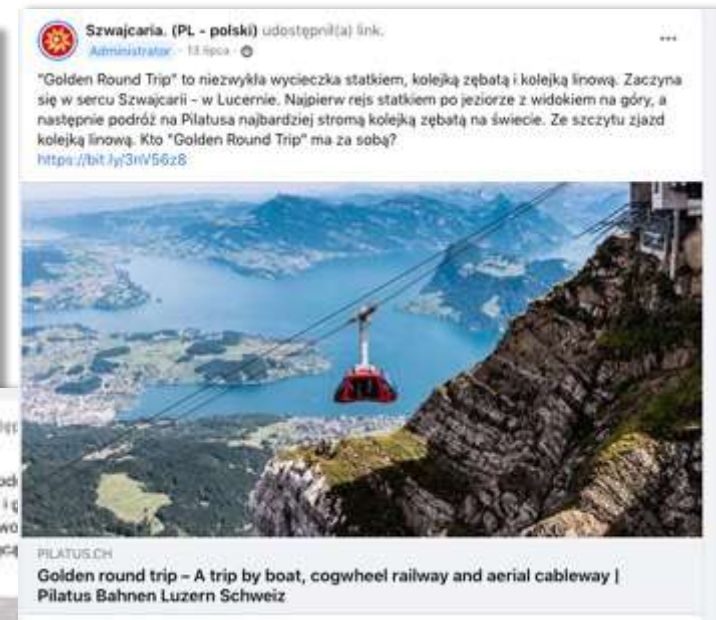 Szwajcaria. (PL - polski) udostępnił(a) link.
Administrator · 13 lipca ·
"Golden Round Trip" to niezwykła wycieczka statkiem, kolejką zębatą i kolejką linową. Zaczyna
się w sercu Szwajcarii – w Lucernie. Najpierw rejs statkiem po jeziorze z widokiem na góry, a
następnie podróż na Pilatusa najbardziej stromą kolejką zębatą na świecie. Ze szczytu zjazd
kolejką linową. Kto "Golden Round Trip" ma za sobą?
https://bit.ly/3nV56z8
PILATUS.CH
Golden round trip – A trip by boat, cogwheel railway and aerial cableway |
Pilatus Bahnen Luzern Schweiz